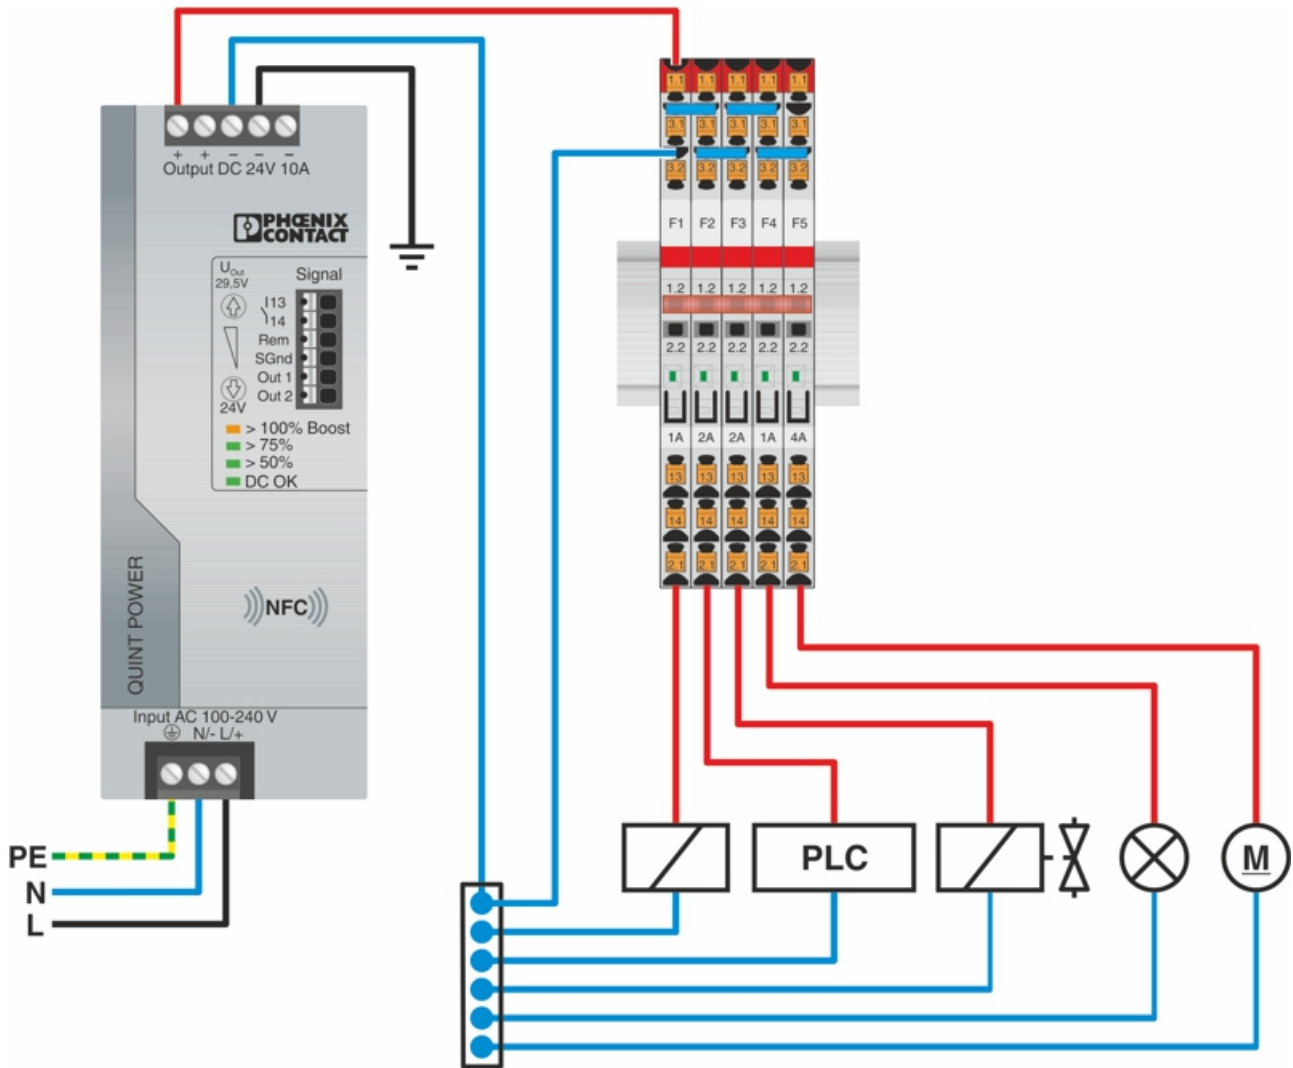 + + − − −
Output DC 24V 10A
PHŒNIX
CONTACT
UOut
29,5V
Signal
13
14
Rem
SGnd
Out 1
Out 2
24V
> 100% Boost
> 75%
> 50%
DC OK
QUINT POWER
NFC
Input AC 100-240 V
N/- L/+
PE
N
L
1.1 1.1 1.1 1.1 1.1
3.1 3.1 3.1 3.1 3.1
3.2 3.2 3.2 3.2 3.2
F1 F2 F3 F4 F5
1.2 1.2 1.2 1.2 1.2
2.2 2.2 2.2 2.2 2.2
1A 2A 2A 1A 4A
13 13 13 13 13
14 14 14 14 14
2.1 2.1 2.1 2.1 2.1
PLC
M